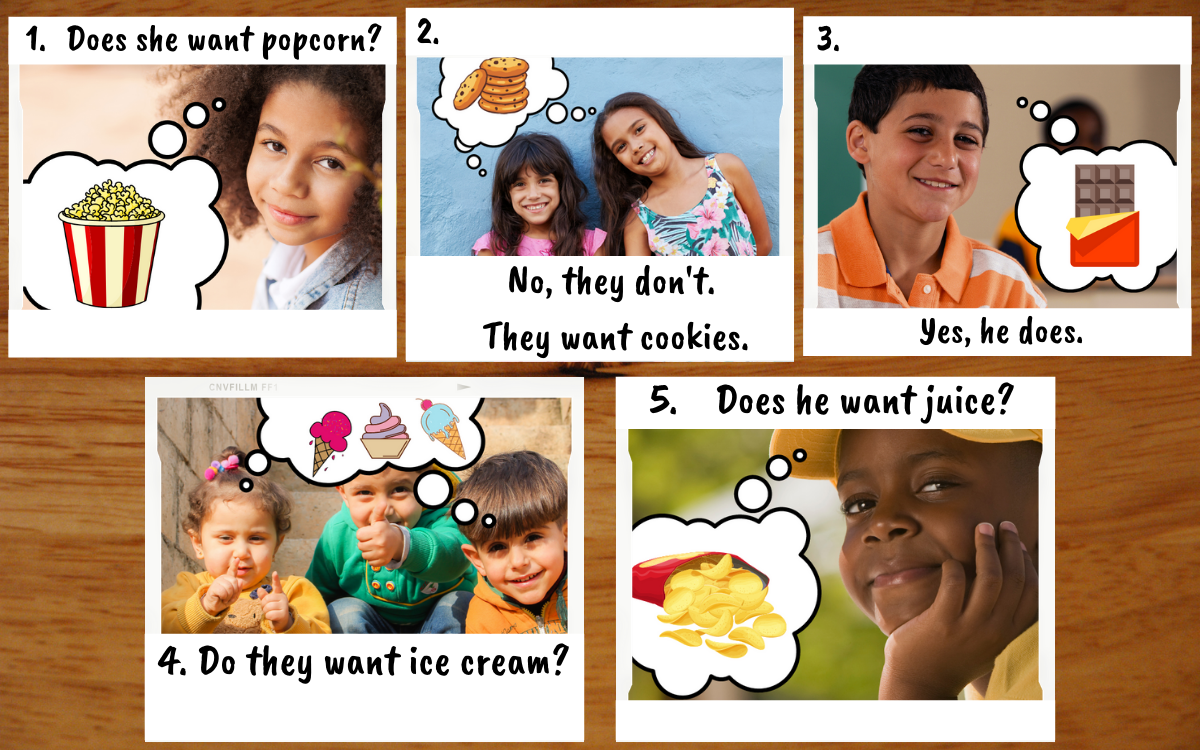 1. Does she want popcorn?
2.
No, they don't.
They want cookies.
3.
Yes, he does.
CNVFILLM FF1
4. Do they want ice cream?
5. Does he want juice?